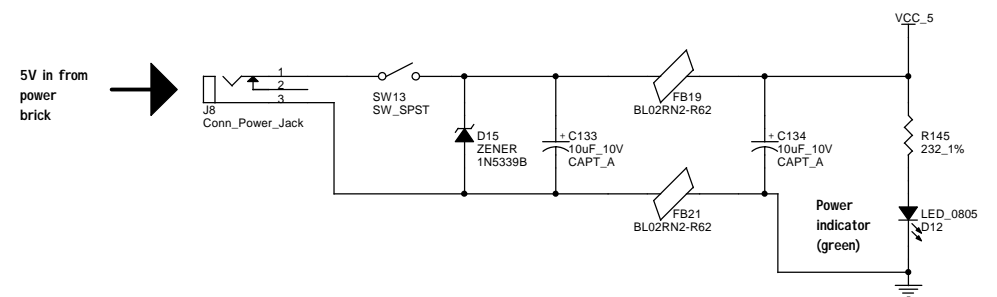 VCC_5
5V in from
power
brick
1
2
3
J8
Conn_Power_Jack
SW13
SW_SPST
D15
ZENER
1N5339B
+ C133
10uF_10V
CAPT_A
FB19
BL02RN2-R62
FB21
BL02RN2-R62
+ C134
10uF_10V
CAPT_A
R145
232_1%
Power
indicator
(green)
LED_0805
D12